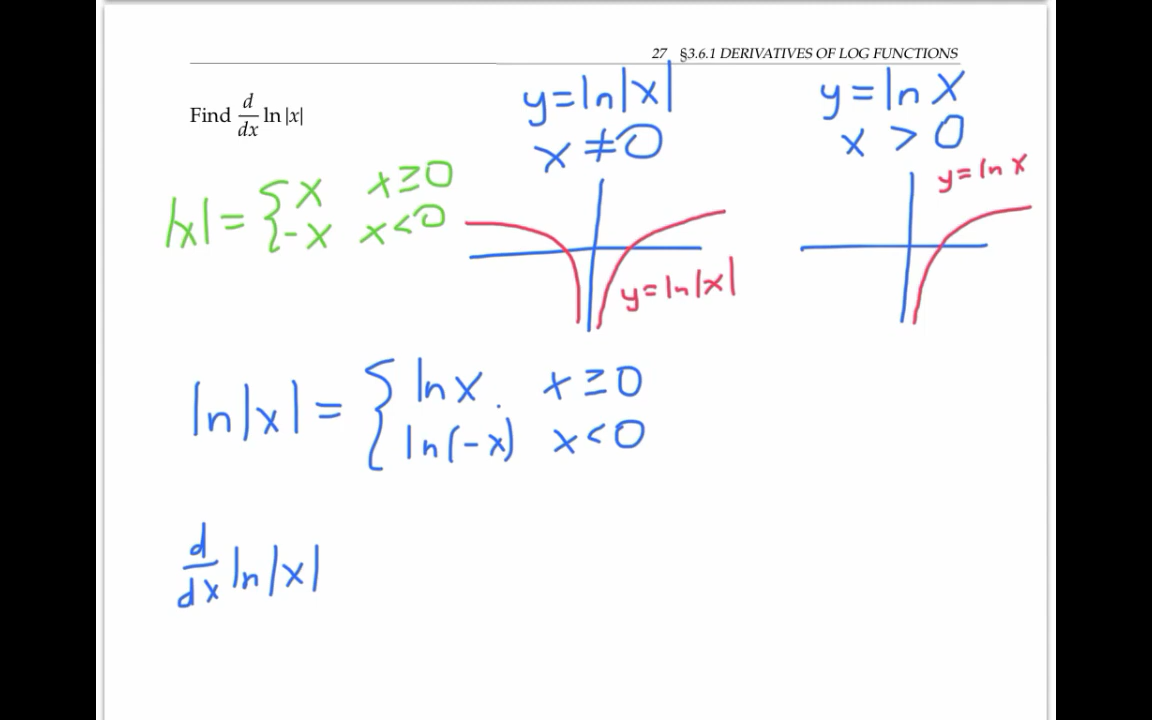 27 §3.6.1 DERIVATIVES OF LOG FUNCTIONS
Find d/dx ln |x|
y=ln|x|
x ≠ 0
y=ln|x|
y=ln x
x > 0
y=ln x
|x| = { x x≥0
-x x<0
ln|x| = { ln x. x≥0
ln(-x) x<0
d/dx ln|x|